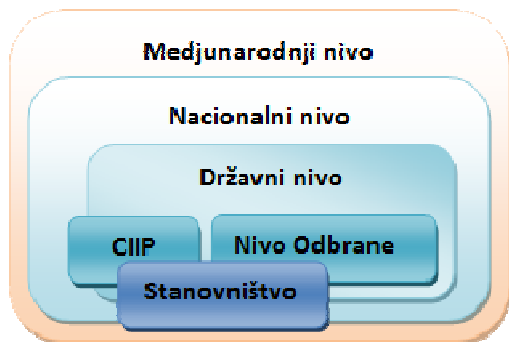 Medjunarodnji nivo
Nacionalni nivo
Državni nivo
CIIP
Nivo Odbrane
Stanovništvo